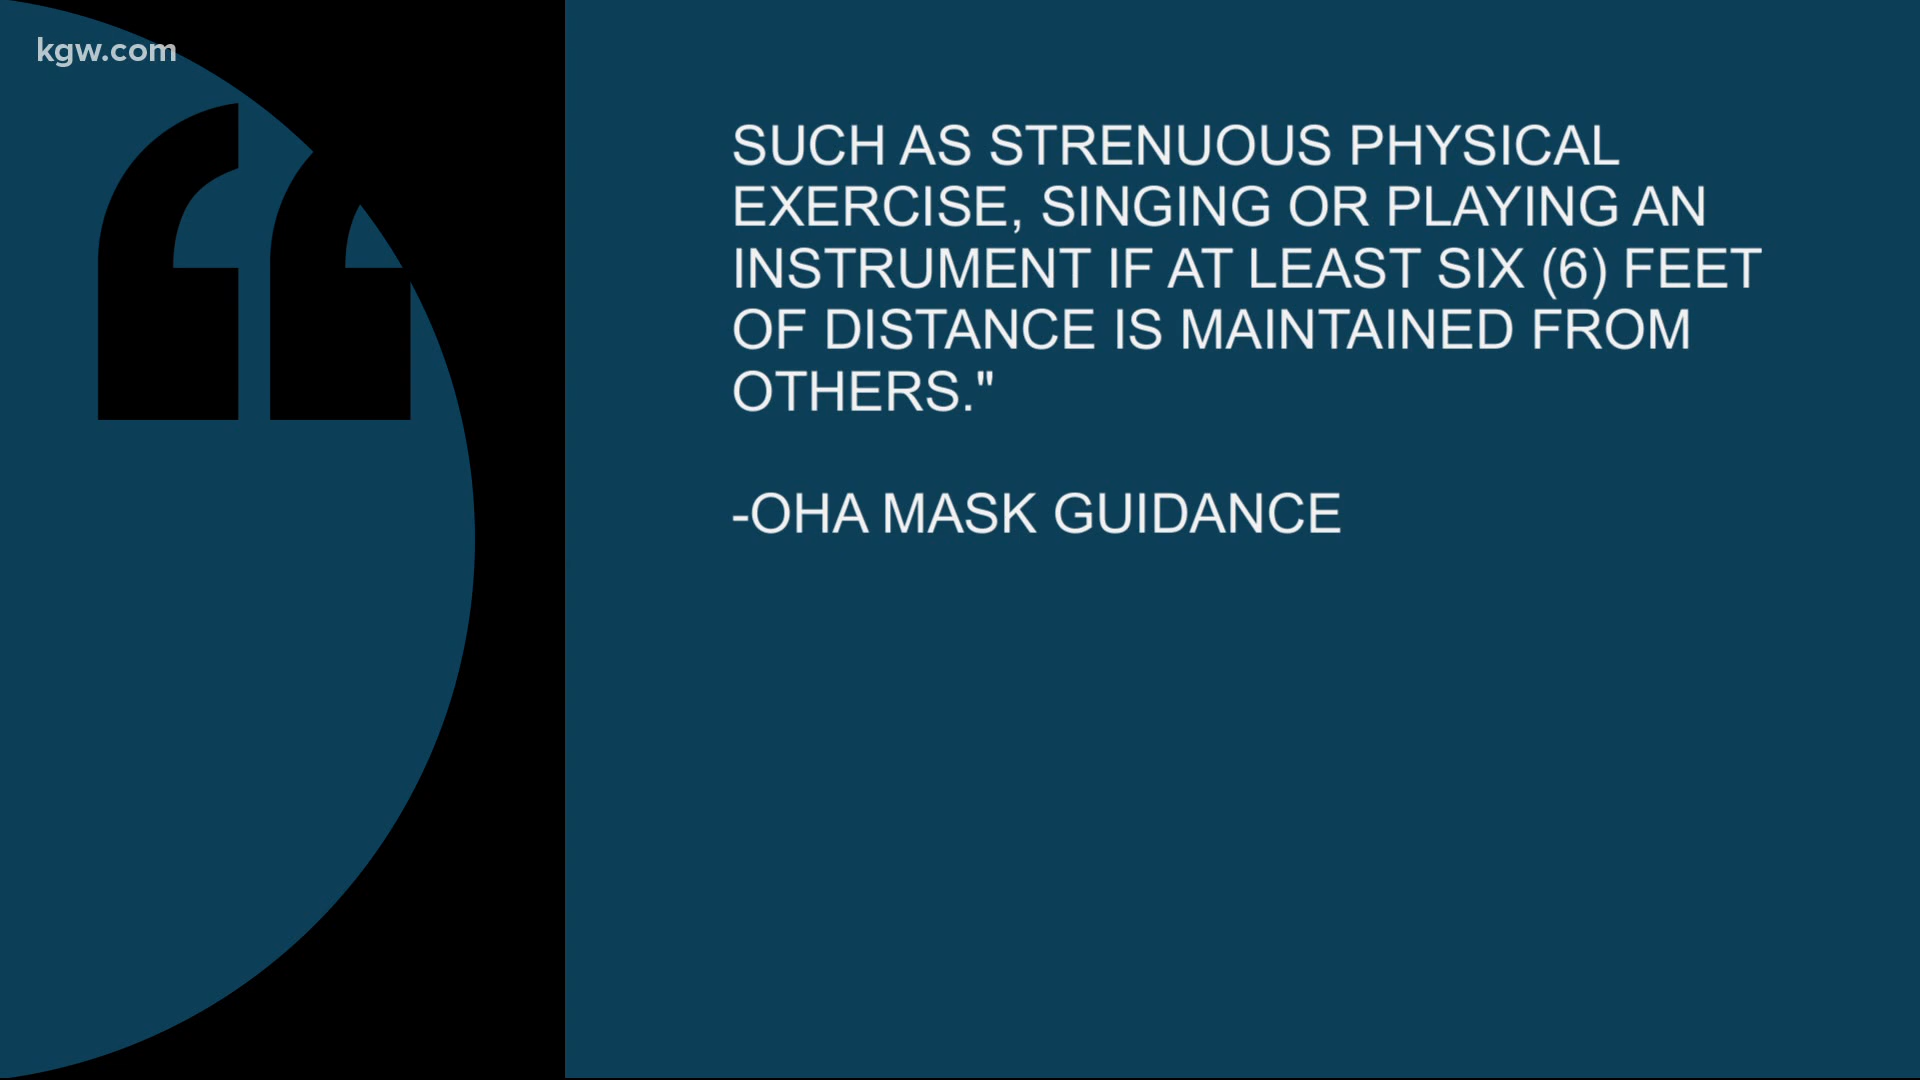 kgw.com
SUCH AS STRENUOUS PHYSICAL
EXERCISE, SINGING OR PLAYING AN
INSTRUMENT IF AT LEAST SIX (6) FEET
OF DISTANCE IS MAINTAINED FROM
OTHERS."
-OHA MASK GUIDANCE